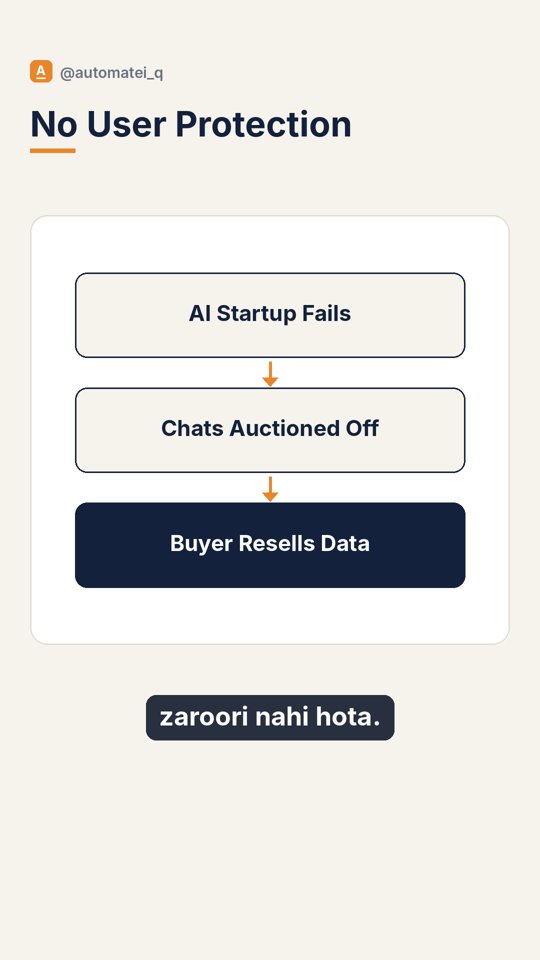 A @automatei_q
No User Protection
AI Startup Fails
Chats Auctioned Off
Buyer Resells Data
zaroori nahi hota.